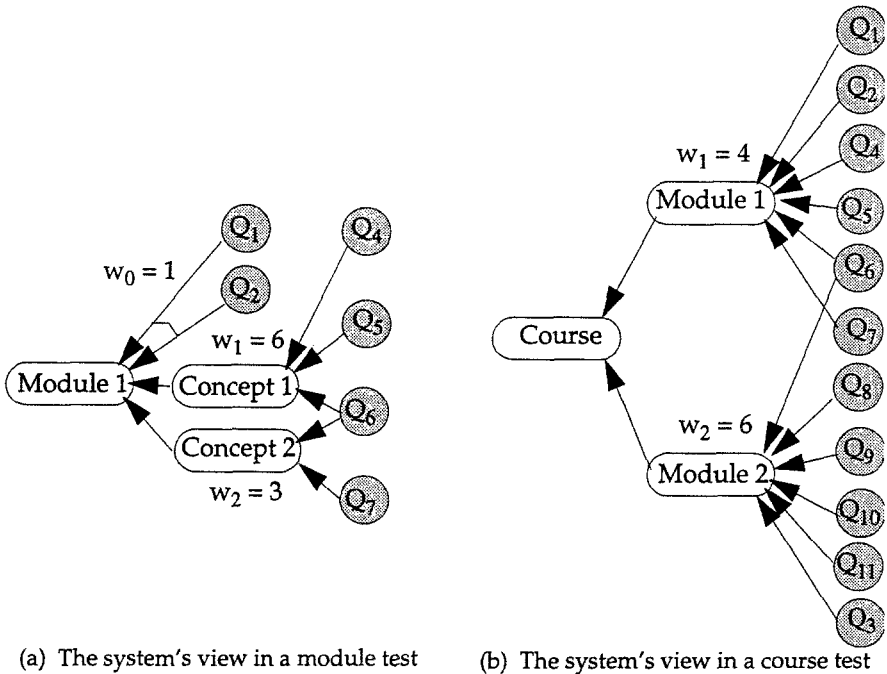 Q1
Q2
w0 = 1
Q4
Q5
w1 = 6
Module 1
Concept 1
Q6
Concept 2
w2 = 3
Q7
(a) The system's view in a module test
Q1
Q2
Q4
w1 = 4
Module 1
Q5
Q6
Course
Q7
Q8
w2 = 6
Q9
Module 2
Q10
Q11
Q3
(b) The system's view in a course test